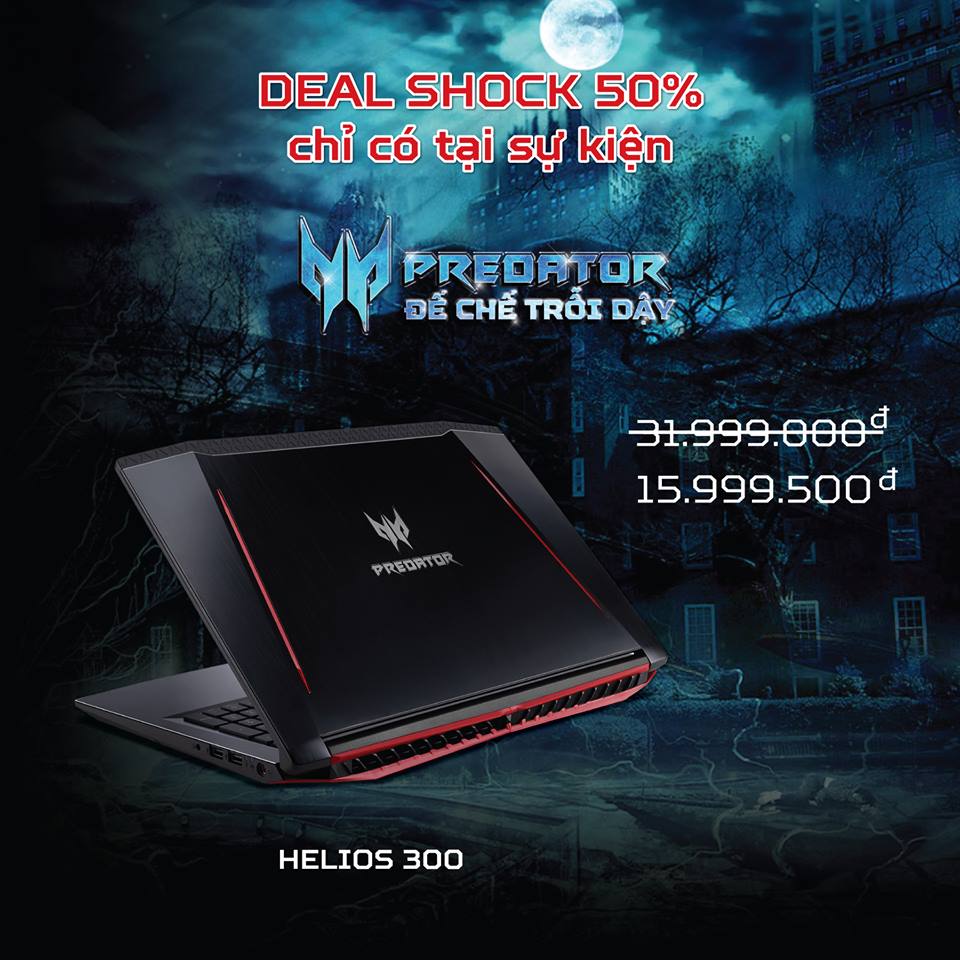 DEAL SHOCK 50%
chỉ có tại sự kiện
PREDATOR
ĐẾ CHẾ TRỖI DẬY
31.999.000đ
15.999.500đ
PREDATOR
HELIOS 300